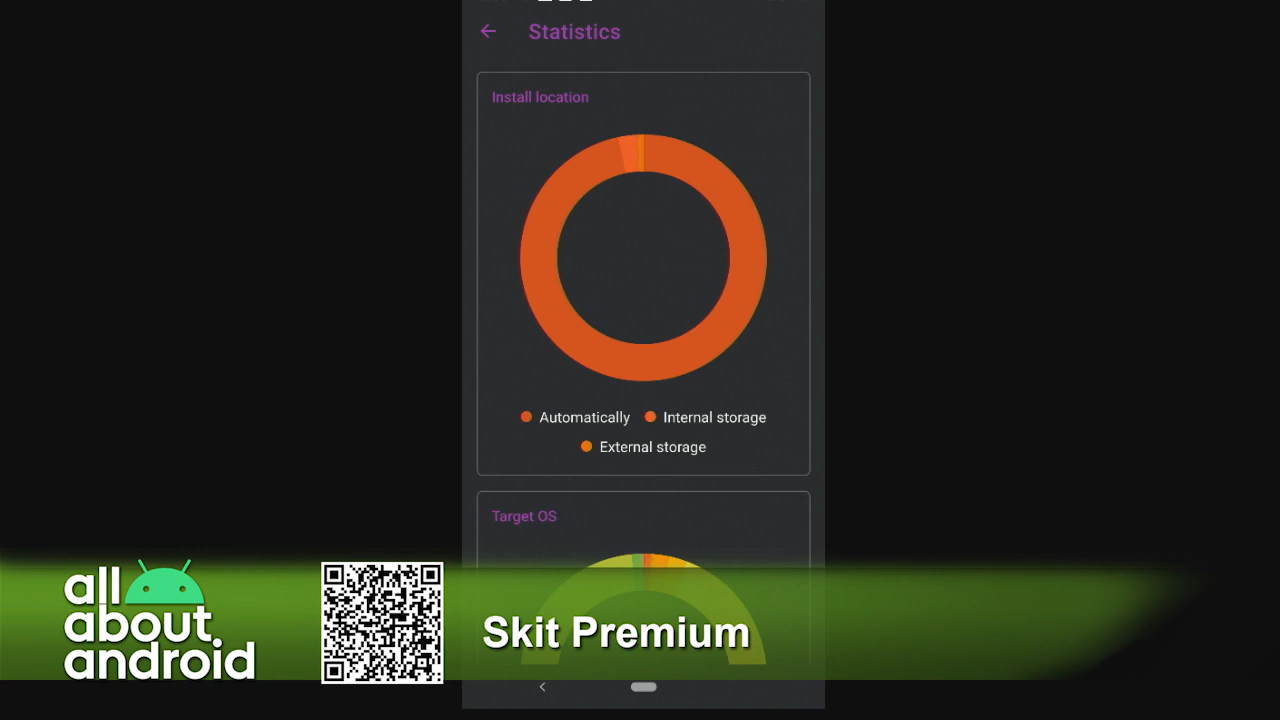 Statistics
Install location
Automatically
Internal storage
External storage
Target OS
all
about
android
Skit Premium